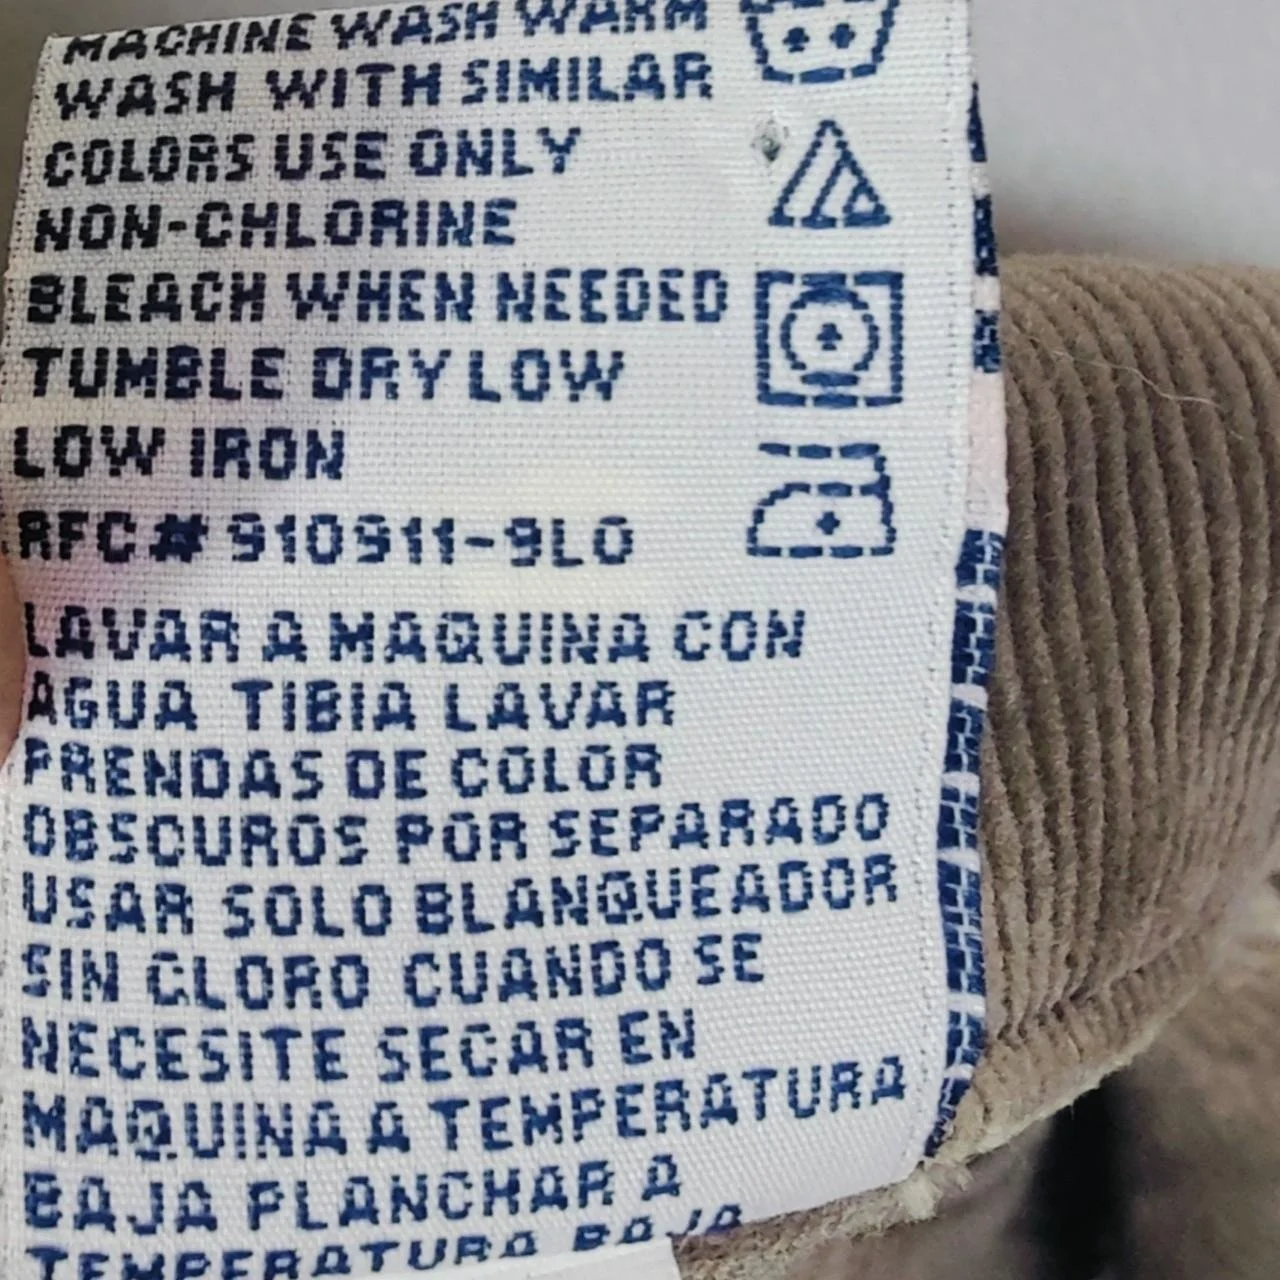 MACHINE WASH WARM
WASH WITH SIMILAR
COLORS USE ONLY
NON-CHLORINE
BLEACH WHEN NEEDED
TUMBLE DRY LOW
LOW IRON
RFC# 910911-9L0
LAVAR A MAQUINA CON
AGUA TIBIA LAVAR
PRENDAS DE COLOR
OBSCUROS POR SEPARADO
USAR SOLO BLANQUEADOR
SIN CLORO CUANDO SE
NECESITE SECAR EN
MAQUINA A TEMPERATURA
BAJA PLANCHAR A
TEMPERATURA BAJA